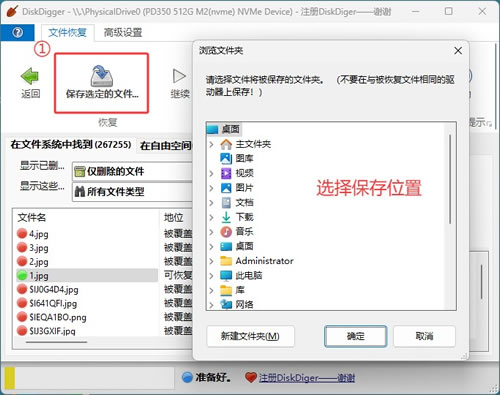 DiskDigger - \\.\PhysicalDrive0 (PD350 512G M2(nvme) NVMe Device) - 注册DiskDiger——谢谢
文件恢复 高级设置
①
返回
保存选定的文件...
继续
恢复
提示
在文件系统中找到 (267255)
在自由空间
显示已删...
仅删除的文件
显示这些...
所有文件类型
文件名 地位
4.jpg 被覆盖
3.jpg 被覆盖
2.jpg 被覆盖
1.jpg 可恢复
$IJ0G4D4.jpg 被覆盖
$I641QFI.jpg 被覆盖
$IEQA1BO.png 被覆盖
$IJ3GXIF.jpg 被覆盖
准备好。
注册DiskDiger——谢谢
浏览文件夹
请选择文件将被保存的文件夹。 (不要在与被恢复文件相同的驱
动器上保存!)
桌面
主文件夹
图库
视频
图片
文档
下载
音乐
桌面
Administrator
此电脑
库
网络
选择保存位置
新建文件夹(M)
确定
取消